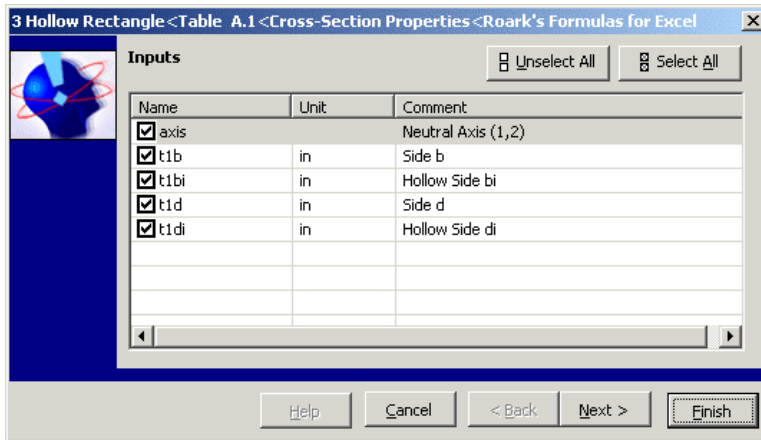 3 Hollow Rectangle<Table A.1<Cross-Section Properties<Roark's Formulas for Excel
Inputs
Unselect All
Select All
Name Unit Comment
axis Neutral Axis (1,2)
t1b in Side b
t1bi in Hollow Side bi
t1d in Side d
t1di in Hollow Side di
Help Cancel < Back Next > Finish